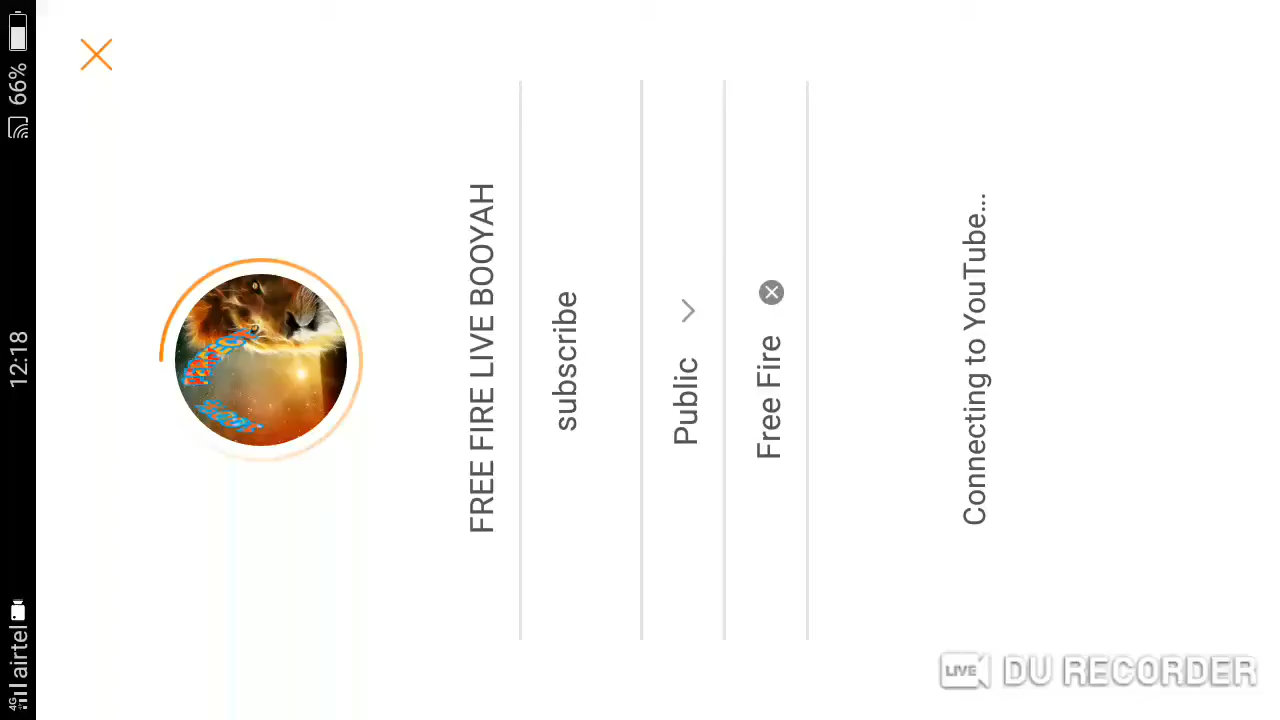 4G airtel 12:18 66%
PERFECT
FREE FIRE LIVE BOOYAH
subscribe
Public
Free Fire
Connecting to YouTube...
LIVE DU RECORDER